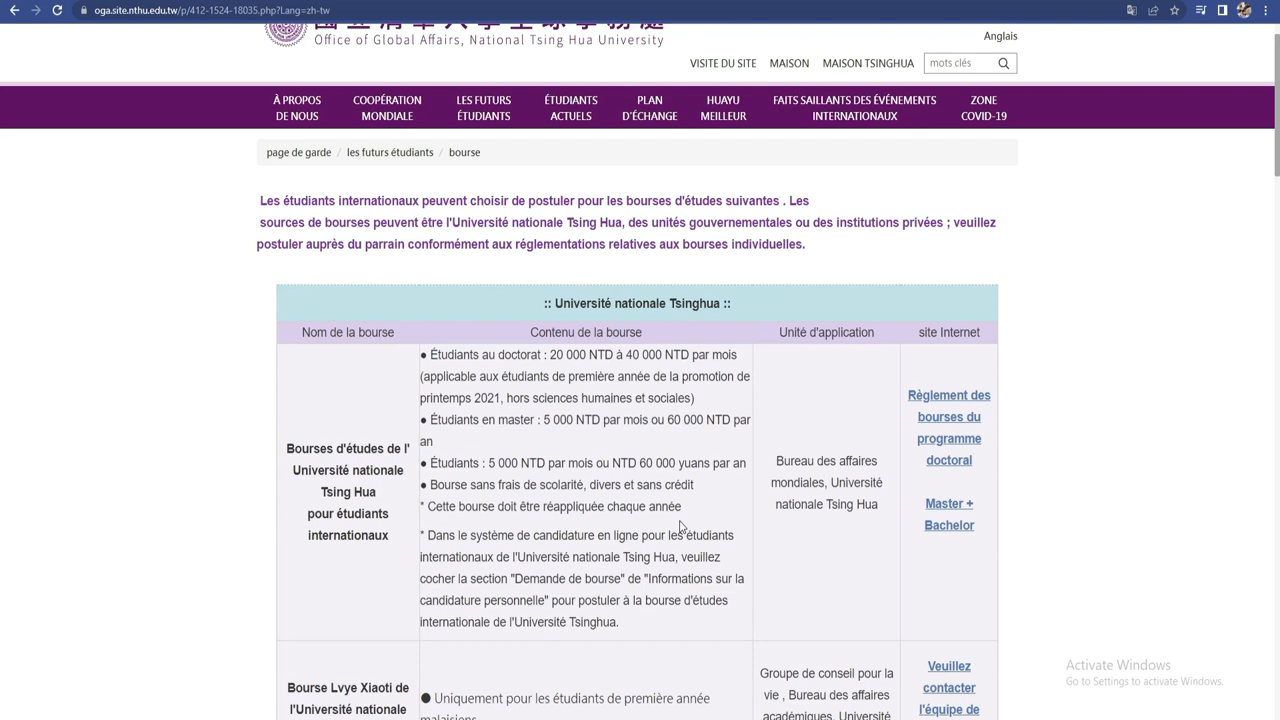 oga.site.nthu.edu.tw/p/412-1524-18035.php?Lang=zh-tw
國立清華大學全球事務處
Office of Global Affairs, National Tsing Hua University
Anglais
VISITE DU SITE MAISON MAISON TSINGHUA mots clés
À PROPOS DE NOUS
COOPÉRATION MONDIALE
LES FUTURS ÉTUDIANTS
ÉTUDIANTS ACTUELS
PLAN D'ÉCHANGE
HUAYU MEILLEUR
FAITS SAILLANTS DES ÉVÉNEMENTS INTERNATIONAUX
ZONE COVID-19
page de garde / les futurs étudiants / bourse
Les étudiants internationaux peuvent choisir de postuler pour les bourses d'études suivantes . Les
sources de bourses peuvent être l'Université nationale Tsing Hua, des unités gouvernementales ou des institutions privées ; veuillez
postuler auprès du parrain conformément aux réglementations relatives aux bourses individuelles.
:: Université nationale Tsinghua ::
Nom de la bourse Contenu de la bourse Unité d'application site Internet
Bourses d'études de l'
Université nationale
Tsing Hua
pour étudiants
internationaux
● Étudiants au doctorat : 20 000 NTD à 40 000 NTD par mois
(applicable aux étudiants de première année de la promotion de
printemps 2021, hors sciences humaines et sociales)
● Étudiants en master : 5 000 NTD par mois ou 60 000 NTD par
an
● Étudiants : 5 000 NTD par mois ou NTD 60 000 yuans par an
● Bourse sans frais de scolarité, divers et sans crédit
* Cette bourse doit être réappliquée chaque année
* Dans le système de candidature en ligne pour les étudiants
internationaux de l'Université nationale Tsing Hua, veuillez
cocher la section "Demande de bourse" de "Informations sur la
candidature personnelle" pour postuler à la bourse d'études
internationale de l'Université Tsinghua.
Bureau des affaires
mondiales, Université
nationale Tsing Hua
Règlement des
bourses du
programme
doctoral
Master +
Bachelor
Bourse Lvye Xiaoti de
l'Université nationale
● Uniquement pour les étudiants de première année
malaisiens
Groupe de conseil pour la
vie , Bureau des affaires
académiques, Université
Veuillez
contacter
l'équipe de
Activate Windows
Go to Settings to activate Windows.